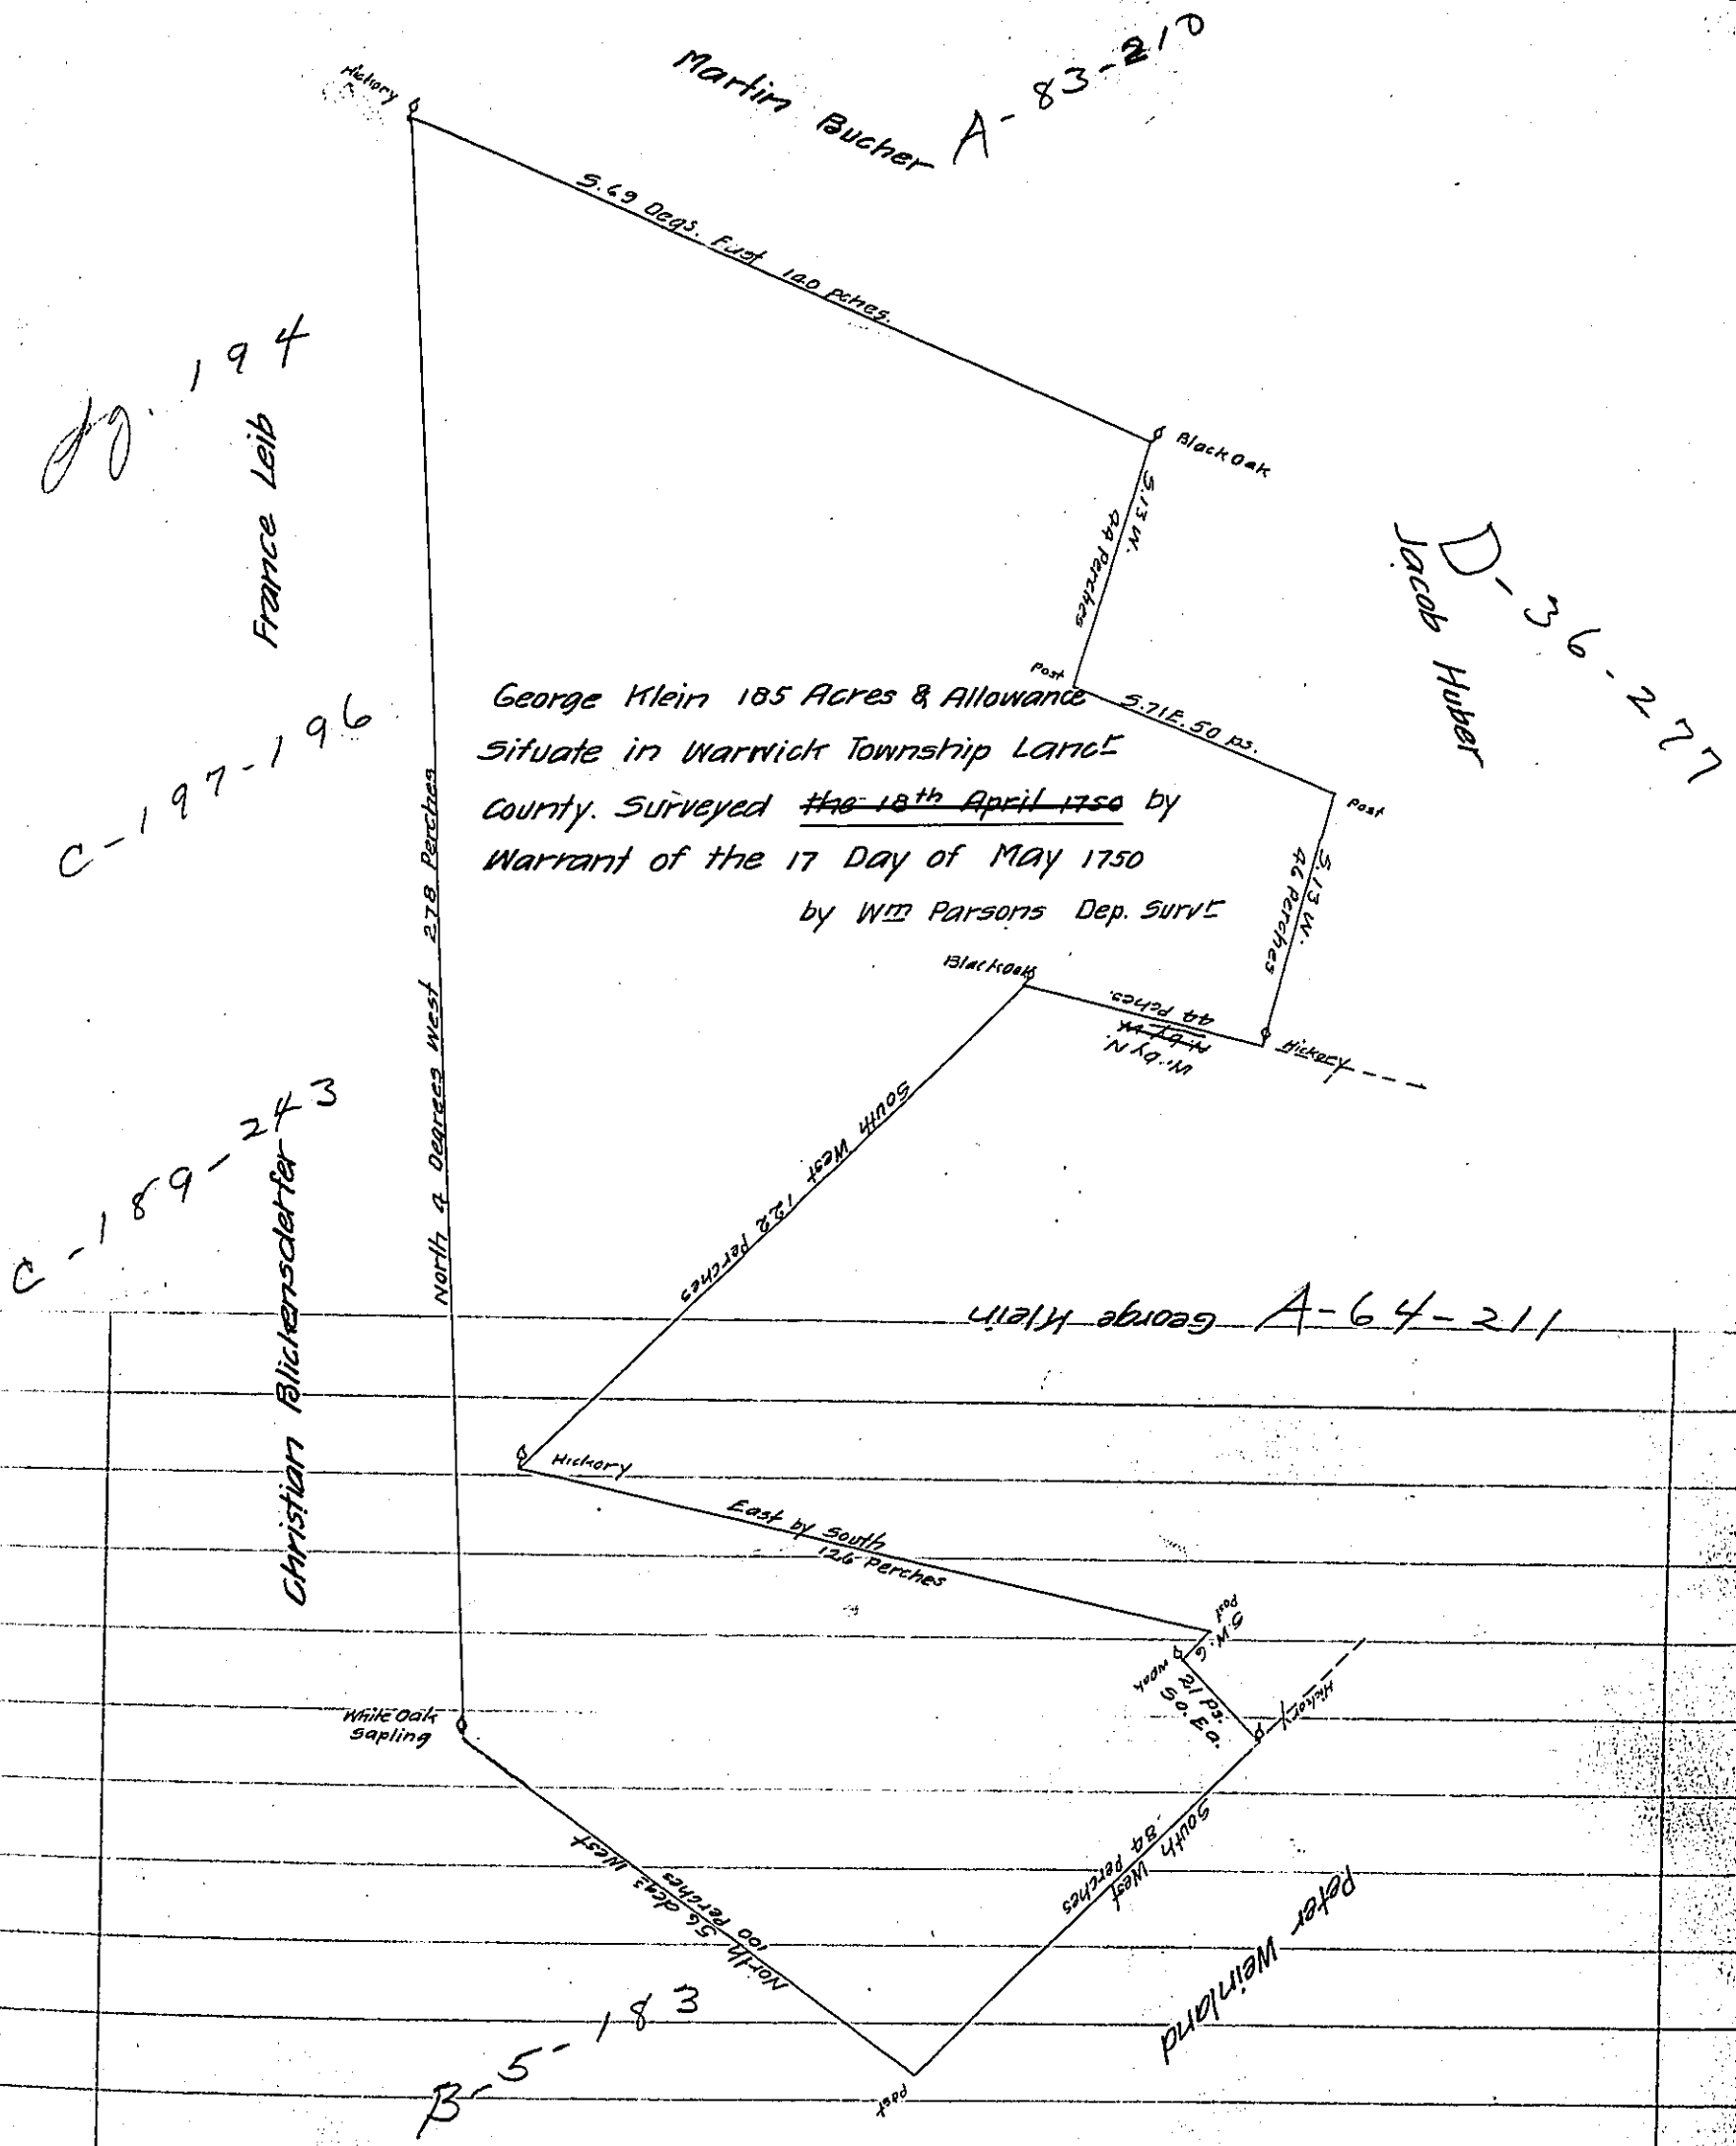 Hickory
Martin Bucher A-83-210
S. 69 Degs. East 140 pches.
Black Oak
S. 13 W.
44 Perches
Post
S. 71 E. 50 ps.
Post
S. 13 W.
46 Perches
Jacob Huber
D-36-277
194
France Leib
C-197-196
George Klein 185 Acres & Allowance
Situate in Warwick Township Lancr
County. Surveyed the 18th April 1750 by
Warrant of the 17 Day of May 1750
by Wm Parsons Dep. Survr
North 4 Degrees West 278 Perches
Black Oak
44 Pches.
N. by W.
W. by N.
Hickory
South West 122 Perches
C-189-243
Christian Blickensderfer
George Klein A-64-211
Hickory
East by South
126 Perches
Post
S. W. 6
W Oak
21 ps.
So. Ea.
Hickory
White Oak
Sapling
South West
84 Perches
Peter Weinland
North 56 degs West
100 Perches
Post
B-5-183